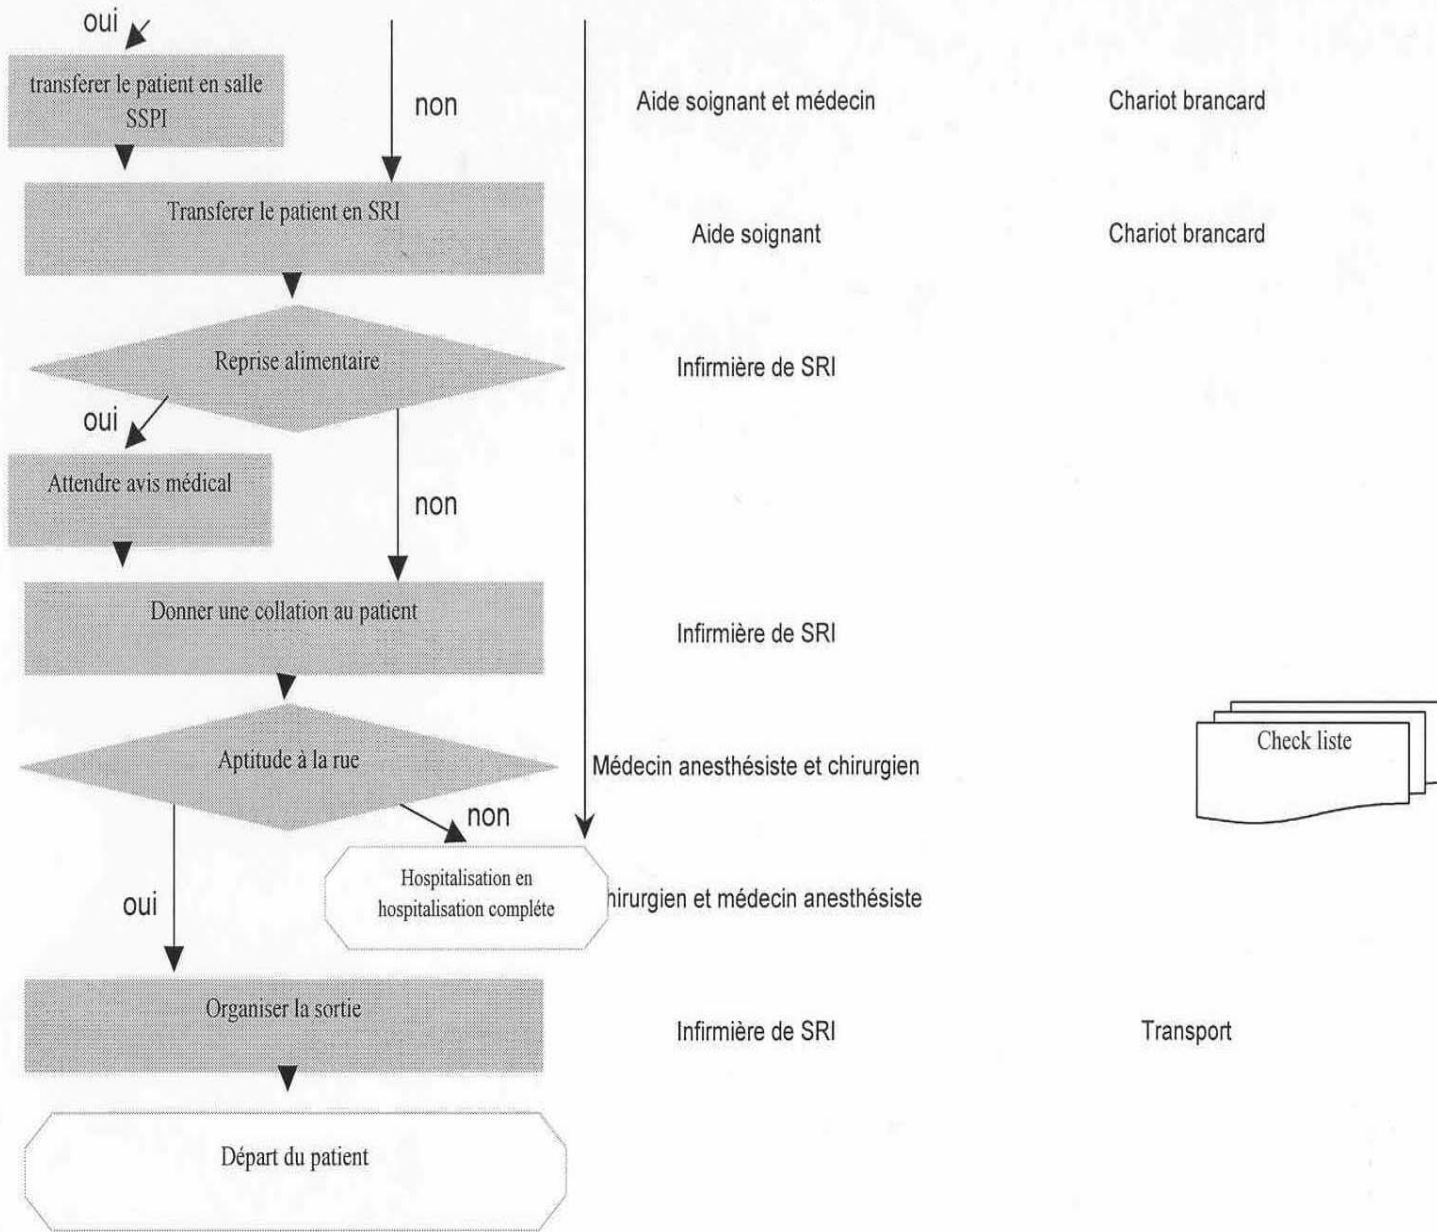 oui
transferer le patient en salle
SSPI
non
Aide soignant et médecin
Chariot brancard
Transferer le patient en SRI
Aide soignant
Chariot brancard
Reprise alimentaire
Infirmière de SRI
oui
Attendre avis médical
non
Donner une collation au patient
Infirmière de SRI
Aptitude à la rue
Médecin anesthésiste et chirurgien
Check liste
non
Hospitalisation en
hospitalisation compléte
hirurgien et médecin anesthésiste
oui
Organiser la sortie
Infirmière de SRI
Transport
Départ du patient